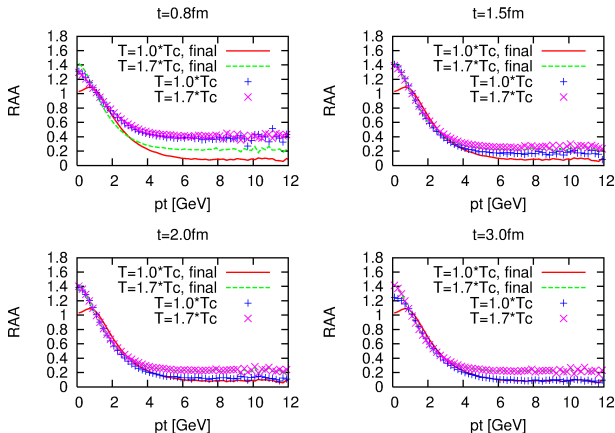 t=0.8fm
RAA
1.8
1.6
1.4
1.2
1
0.8
0.6
0.4
0.2
0
T=1.0*Tc, final
T=1.7*Tc, final
T=1.0*Tc
T=1.7*Tc
0 2 4 6 8 10 12
pt [GeV]
t=1.5fm
RAA
1.8
1.6
1.4
1.2
1
0.8
0.6
0.4
0.2
0
T=1.0*Tc, final
T=1.7*Tc, final
T=1.0*Tc
T=1.7*Tc
0 2 4 6 8 10 12
pt [GeV]
t=2.0fm
RAA
1.8
1.6
1.4
1.2
1
0.8
0.6
0.4
0.2
0
T=1.0*Tc, final
T=1.7*Tc, final
T=1.0*Tc
T=1.7*Tc
0 2 4 6 8 10 12
pt [GeV]
t=3.0fm
RAA
1.8
1.6
1.4
1.2
1
0.8
0.6
0.4
0.2
0
T=1.0*Tc, final
T=1.7*Tc, final
T=1.0*Tc
T=1.7*Tc
0 2 4 6 8 10 12
pt [GeV]